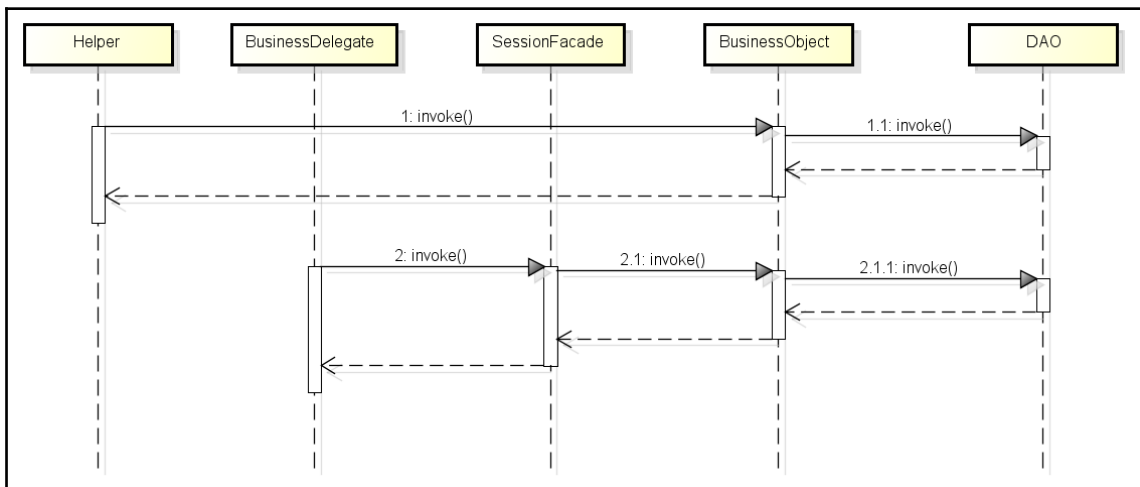 Helper
BusinessDelegate
SessionFacade
BusinessObject
DAO
1: invoke()
1.1: invoke()
2: invoke()
2.1: invoke()
2.1.1: invoke()